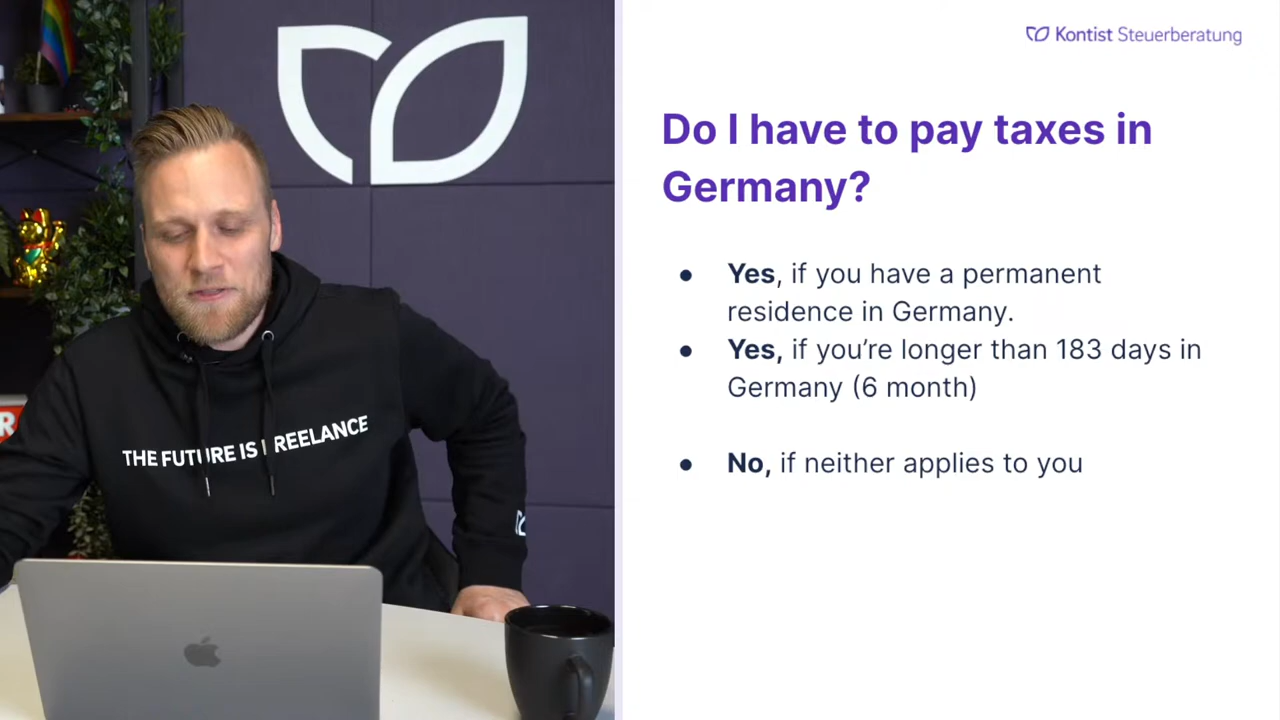 Kontist Steuerberatung
Do I have to pay taxes in
Germany?
● Yes, if you have a permanent
residence in Germany.
● Yes, if you’re longer than 183 days in
Germany (6 month)
● No, if neither applies to you
THE FUTURE IS FREELANCE
R